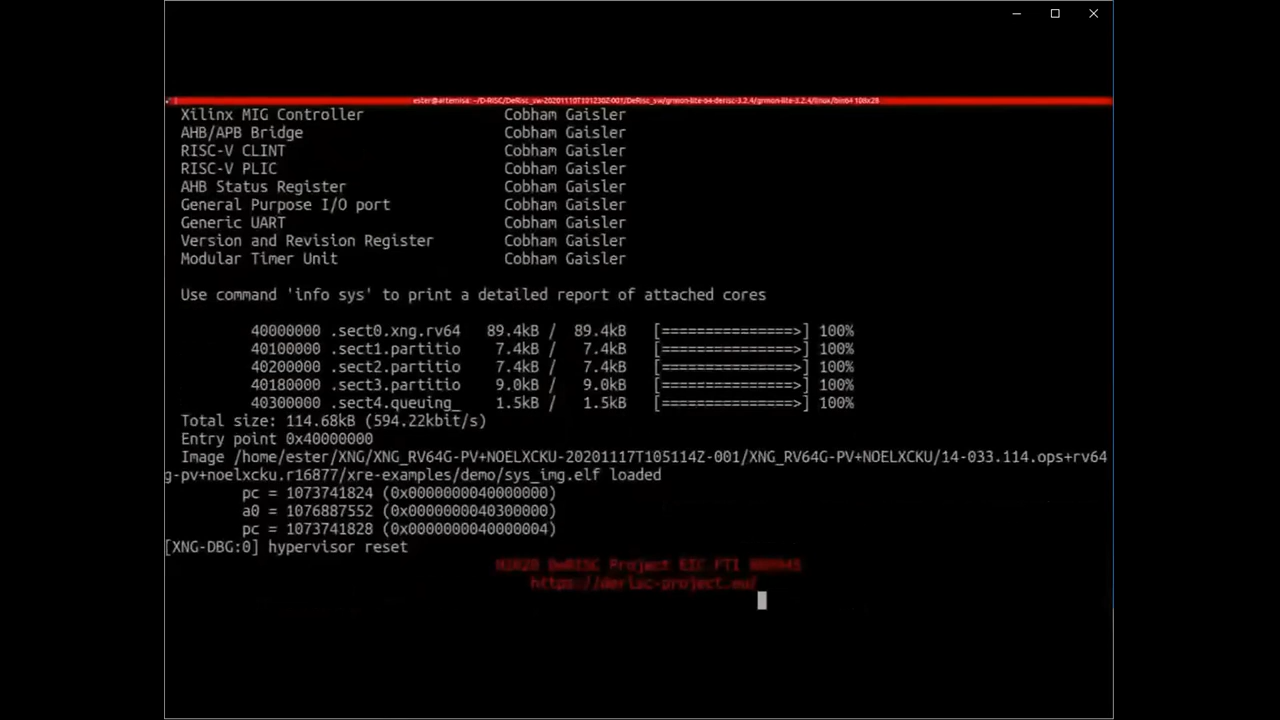 ester@artemisa: ~/D-RISC/DeRisc_sw-20201110T101230Z-001/DeRisc_sw/grmon-lite-64-derisc-3.2.4/grmon-lite-3.2.4/linux/bin64 108x28
Xilinx MIG Controller Cobham Gaisler
AHB/APB Bridge Cobham Gaisler
RISC-V CLINT Cobham Gaisler
RISC-V PLIC Cobham Gaisler
AHB Status Register Cobham Gaisler
General Purpose I/O port Cobham Gaisler
Generic UART Cobham Gaisler
Version and Revision Register Cobham Gaisler
Modular Timer Unit Cobham Gaisler
Use command 'info sys' to print a detailed report of attached cores
40000000 .sect0.xng.rv64 89.4kB / 89.4kB [===============>] 100%
40100000 .sect1.partitio 7.4kB / 7.4kB [===============>] 100%
40200000 .sect2.partitio 7.4kB / 7.4kB [===============>] 100%
40180000 .sect3.partitio 9.0kB / 9.0kB [===============>] 100%
40300000 .sect4.queuing_ 1.5kB / 1.5kB [===============>] 100%
Total size: 114.68kB (594.22kbit/s)
Entry point 0x40000000
Image /home/ester/XNG/XNG_RV64G-PV+NOELXCKU-20201117T105114Z-001/XNG_RV64G-PV+NOELXCKU/14-033.114.ops+rv64
g-pv+noelxcku.r16877/xre-examples/demo/sys_img.elf loaded
pc = 1073741824 (0x0000000040000000)
a0 = 1076887552 (0x0000000040300000)
pc = 1073741828 (0x0000000040000004)
[XNG-DBG:0] hypervisor reset
H2020 DeRISC Project EIC FTI
https://derisc-project.eu/